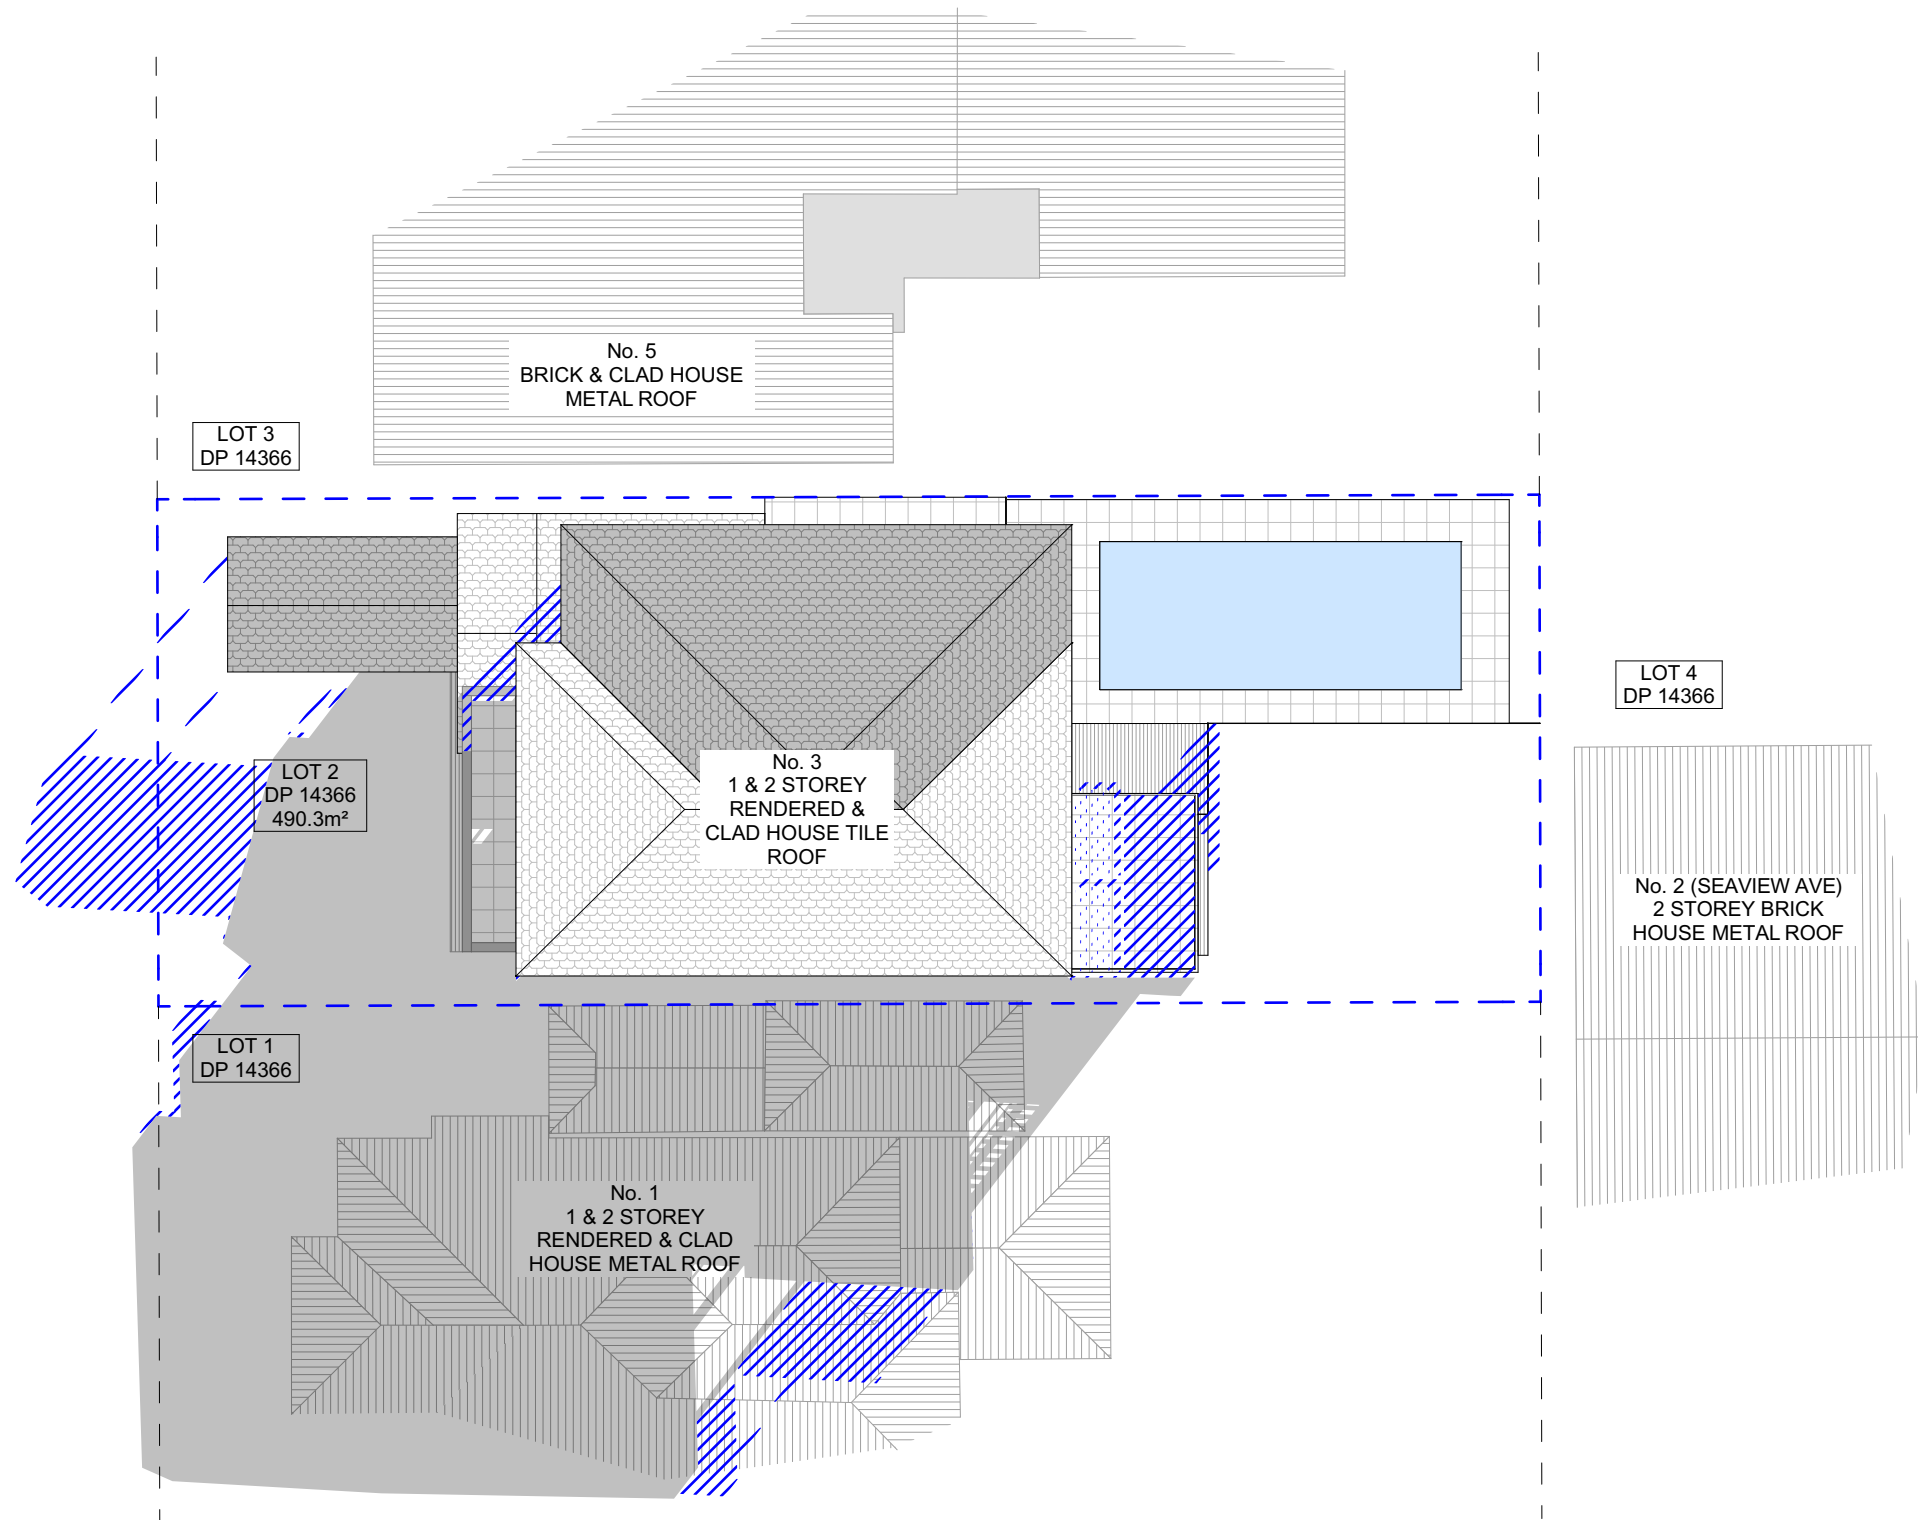 No. 5
BRICK & CLAD HOUSE
METAL ROOF
LOT 3
DP 14366
LOT 4
DP 14366
No. 3
1 & 2 STOREY
RENDERED &
CLAD HOUSE TILE
ROOF
LOT 2
DP 14366
490.3m²
No. 2 (SEAVIEW AVE)
2 STOREY BRICK
HOUSE METAL ROOF
LOT 1
DP 14366
No. 1
1 & 2 STOREY
RENDERED & CLAD
HOUSE METAL ROOF